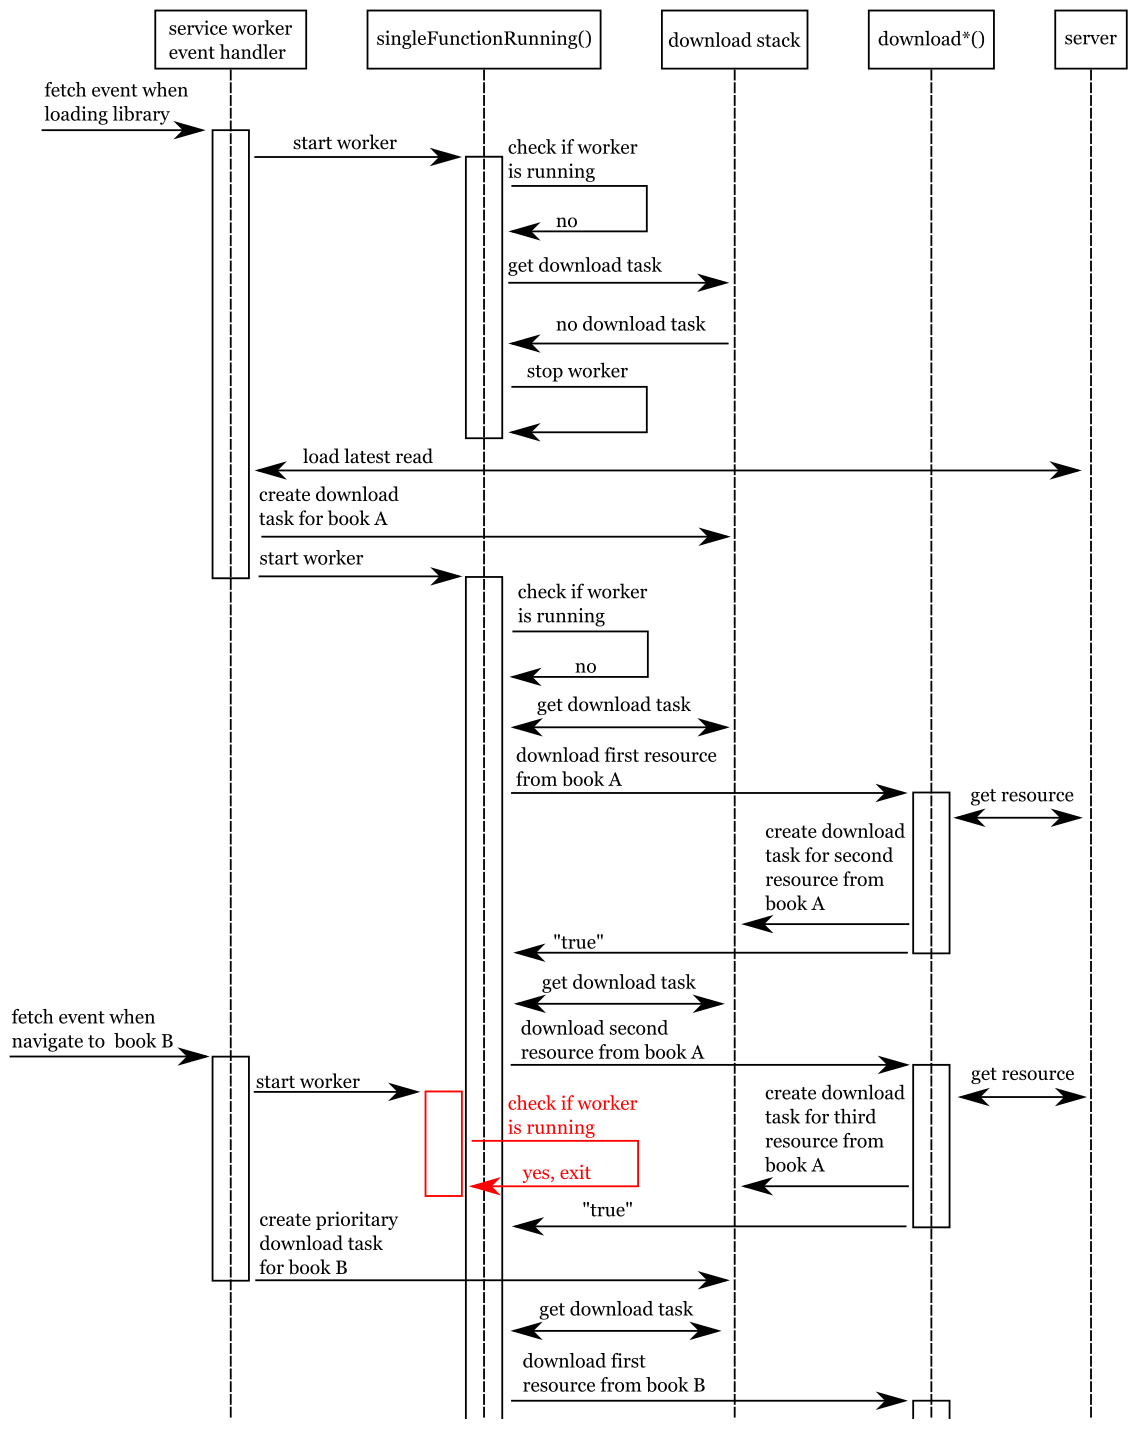 service worker
event handler
singleFunctionRunning()
download stack
download*()
server
fetch event when
loading library
start worker
check if worker
is running
no
get download task
no download task
stop worker
load latest read
create download
task for book A
start worker
check if worker
is running
no
get download task
download first resource
from book A
get resource
create download
task for second
resource from
book A
"true"
get download task
fetch event when
navigate to  book B
download second
resource from book A
get resource
start worker
check if worker
is running
yes, exit
create download
task for third
resource from
book A
"true"
create prioritary
download task
for book B
get download task
download first
resource from book B